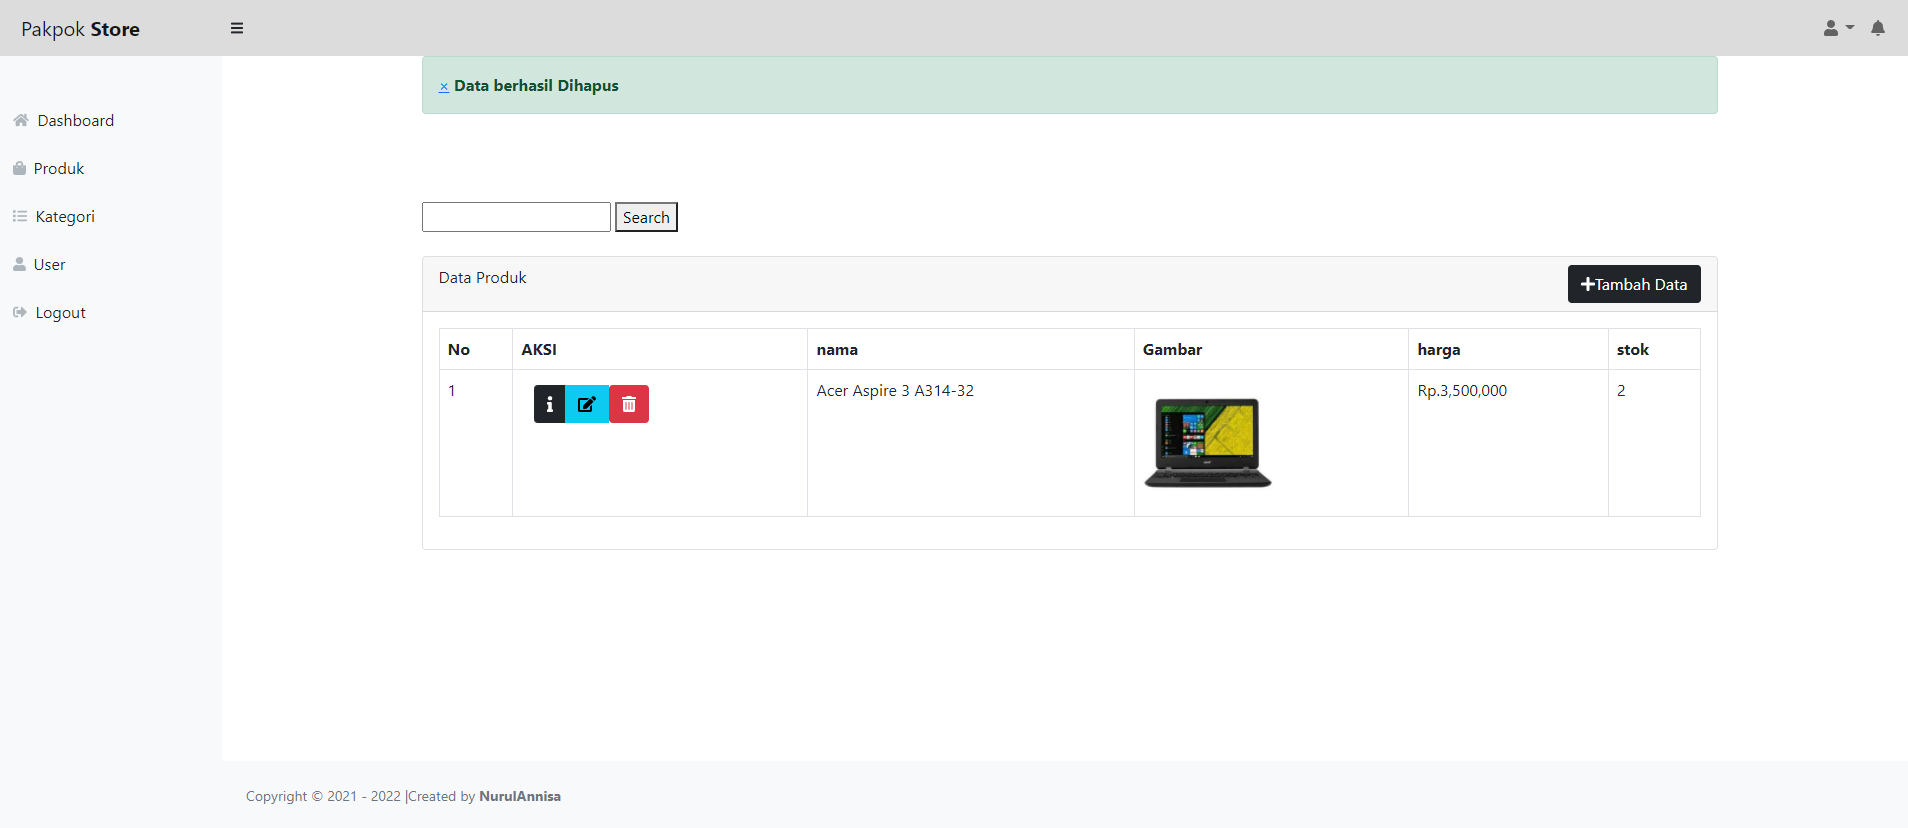 Pakpok Store
× Data berhasil Dihapus
Dashboard
Produk
Kategori
User
Logout
Search
Data Produk
Tambah Data
No AKSI nama Gambar harga stok
1 Acer Aspire 3 A314-32 Rp.3,500,000 2
Copyright © 2021 - 2022 |Created by NurulAnnisa